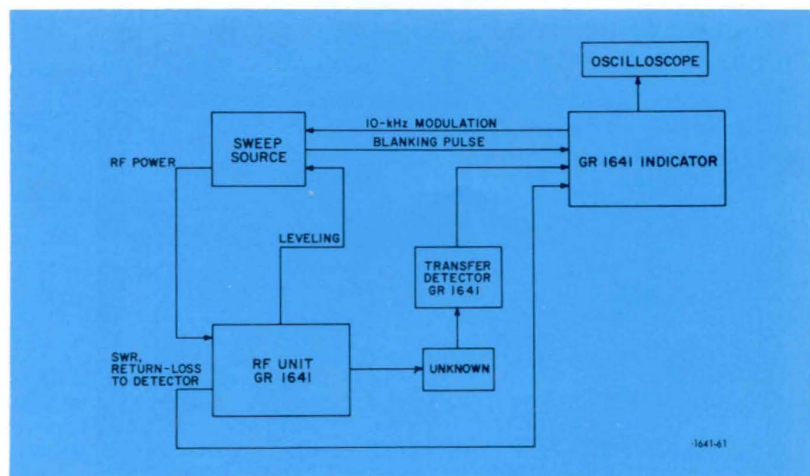 OSCILLOSCOPE
10-kHz MODULATION
SWEEP
SOURCE
BLANKING PULSE
GR 1641 INDICATOR
RF POWER
LEVELING
TRANSFER
DETECTOR
GR 1641
SWR,
RETURN-LOSS
TO DETECTOR
RF UNIT
GR 1641
UNKNOWN
-1641-61